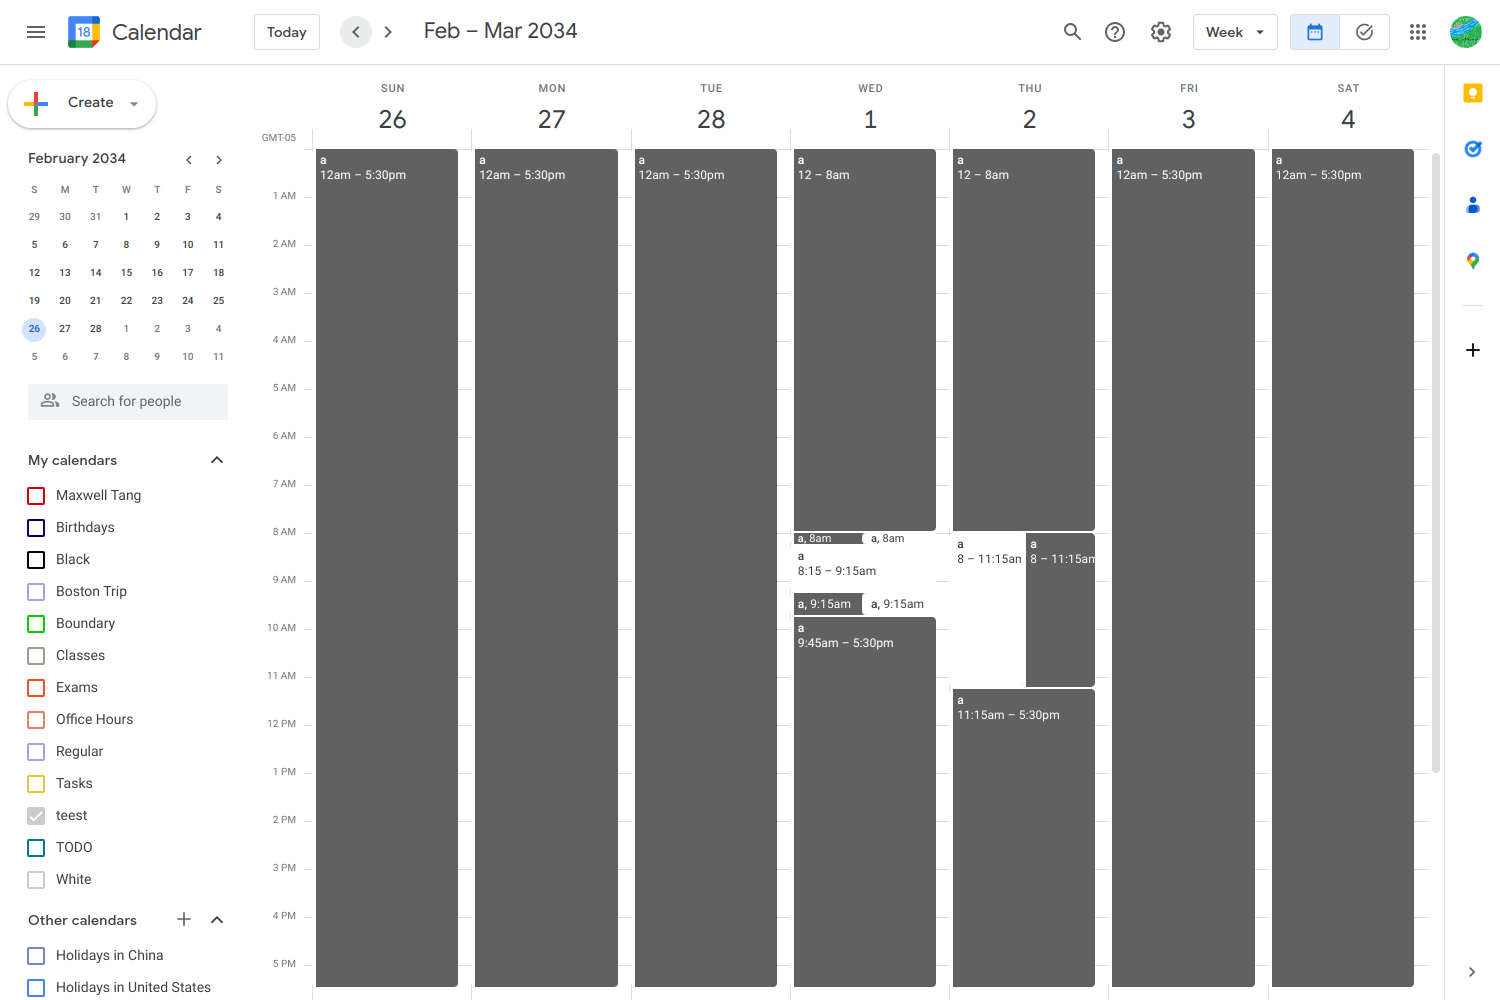 18 Calendar Today Feb – Mar 2034 Week
Create
February 2034
S M T W T F S
29 30 31 1 2 3 4
5 6 7 8 9 10 11
12 13 14 15 16 17 18
19 20 21 22 23 24 25
26 27 28 1 2 3 4
5 6 7 8 9 10 11
Search for people
My calendars
Maxwell Tang
Birthdays
Black
Boston Trip
Boundary
Classes
Exams
Office Hours
Regular
Tasks
teest
TODO
White
Other calendars
Holidays in China
Holidays in United States
SUN MON TUE WED THU FRI SAT
26 27 28 1 2 3 4
GMT-05
1 AM
2 AM
3 AM
4 AM
5 AM
6 AM
7 AM
8 AM
9 AM
10 AM
11 AM
12 PM
1 PM
2 PM
3 PM
4 PM
5 PM
a
12am – 5:30pm
a
12am – 5:30pm
a
12am – 5:30pm
a
12 – 8am
a, 8am
a, 8am
a
8:15 – 9:15am
a, 9:15am
a, 9:15am
a
9:45am – 5:30pm
a
12 – 8am
a
8 – 11:15am
a
8 – 11:15am
a
11:15am – 5:30pm
a
12am – 5:30pm
a
12am – 5:30pm